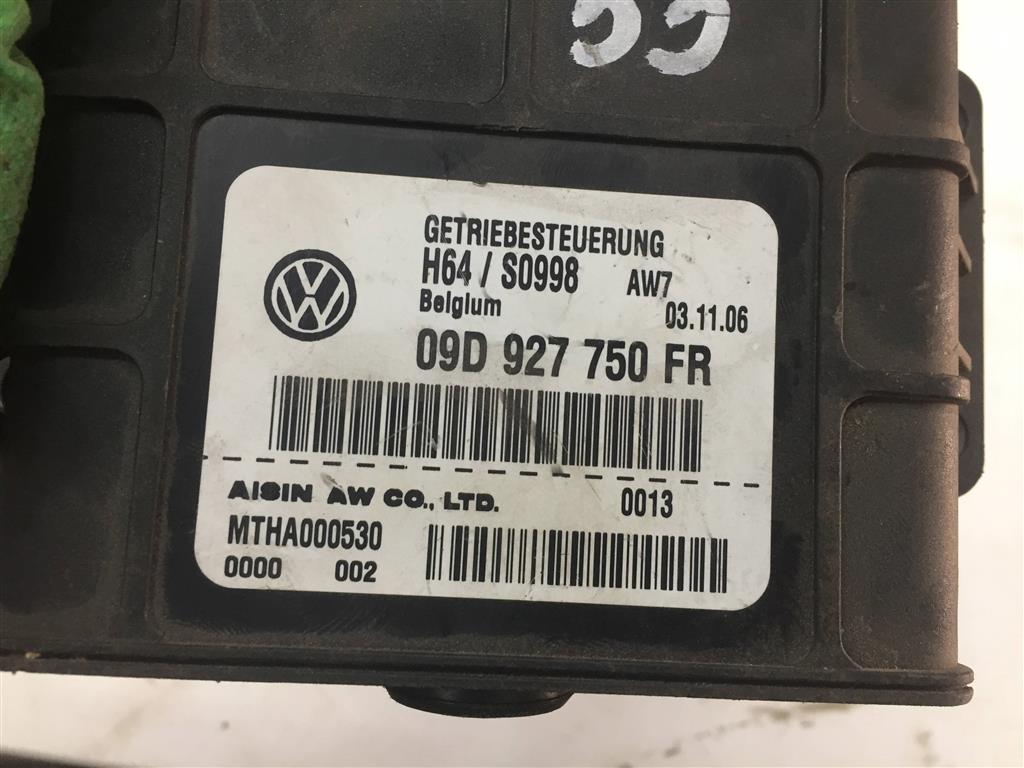 GETRIEBESTEUERUNG
H64 / S0998 AW7
Belgium 03.11.06
09D 927 750 FR
AISIN AW CO., LTD. 0013
MTHA000530
0000 002